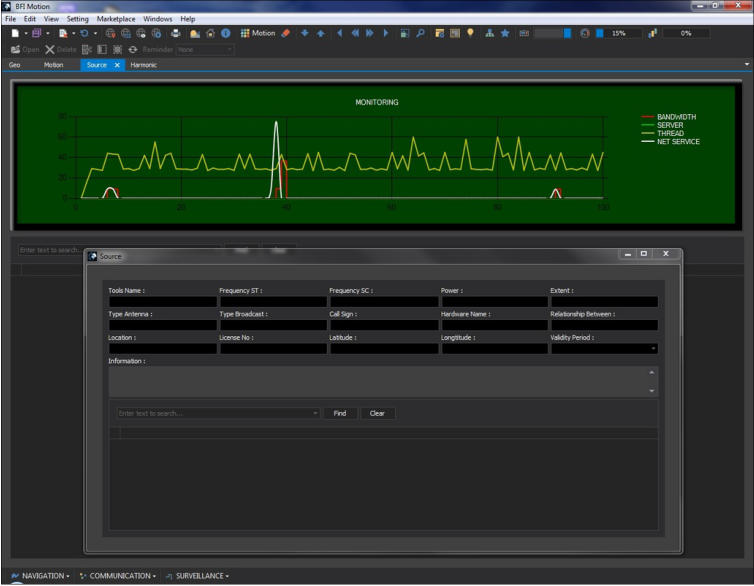 BFI Motion
File Edit View Setting Marketplace Windows Help
Motion 15% 0%
Open Delete Reminder None
Geo Motion Source X Harmonic
MONITORING
80
60
40
20
0
0 20 40 60 80 100
BANDWIDTH
SERVER
THREAD
NET SERVICE
Enter text to search... Find Clear
Source
Tools Name : Frequency ST : Frequency SC : Power : Extent :
Type Antenna : Type Broadcast : Call Sign : Hardware Name : Relationship Between :
Location : License No : Latitude : Longtitude : Validity Period :
Information :
Enter text to search... Find Clear
NAVIGATION COMMUNICATION SURVEILLANCE